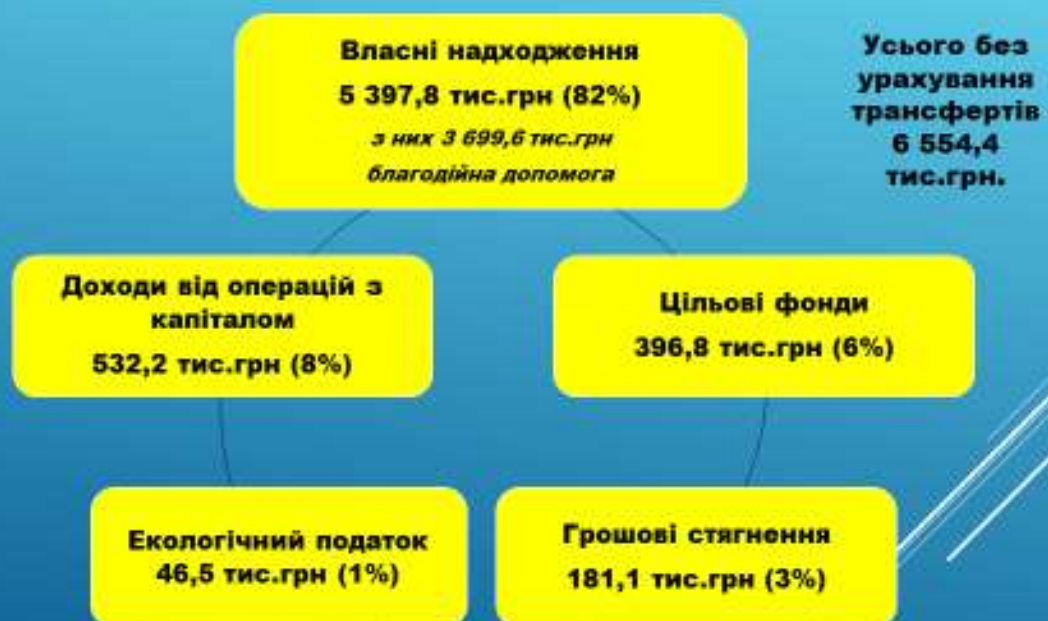 Власні надходження
5 397,8 тис.грн (82%)
з них 3 699,6 тис.грн
благодійна допомога
Усього без
урахування
трансфертів
6 554,4
тис.грн.
Доходи від операцій з
капіталом
532,2 тис.грн (8%)
Цільові фонди
396,8 тис.грн (6%)
Екологічний податок
46,5 тис.грн (1%)
Грошові стягнення
181,1 тис.грн (3%)